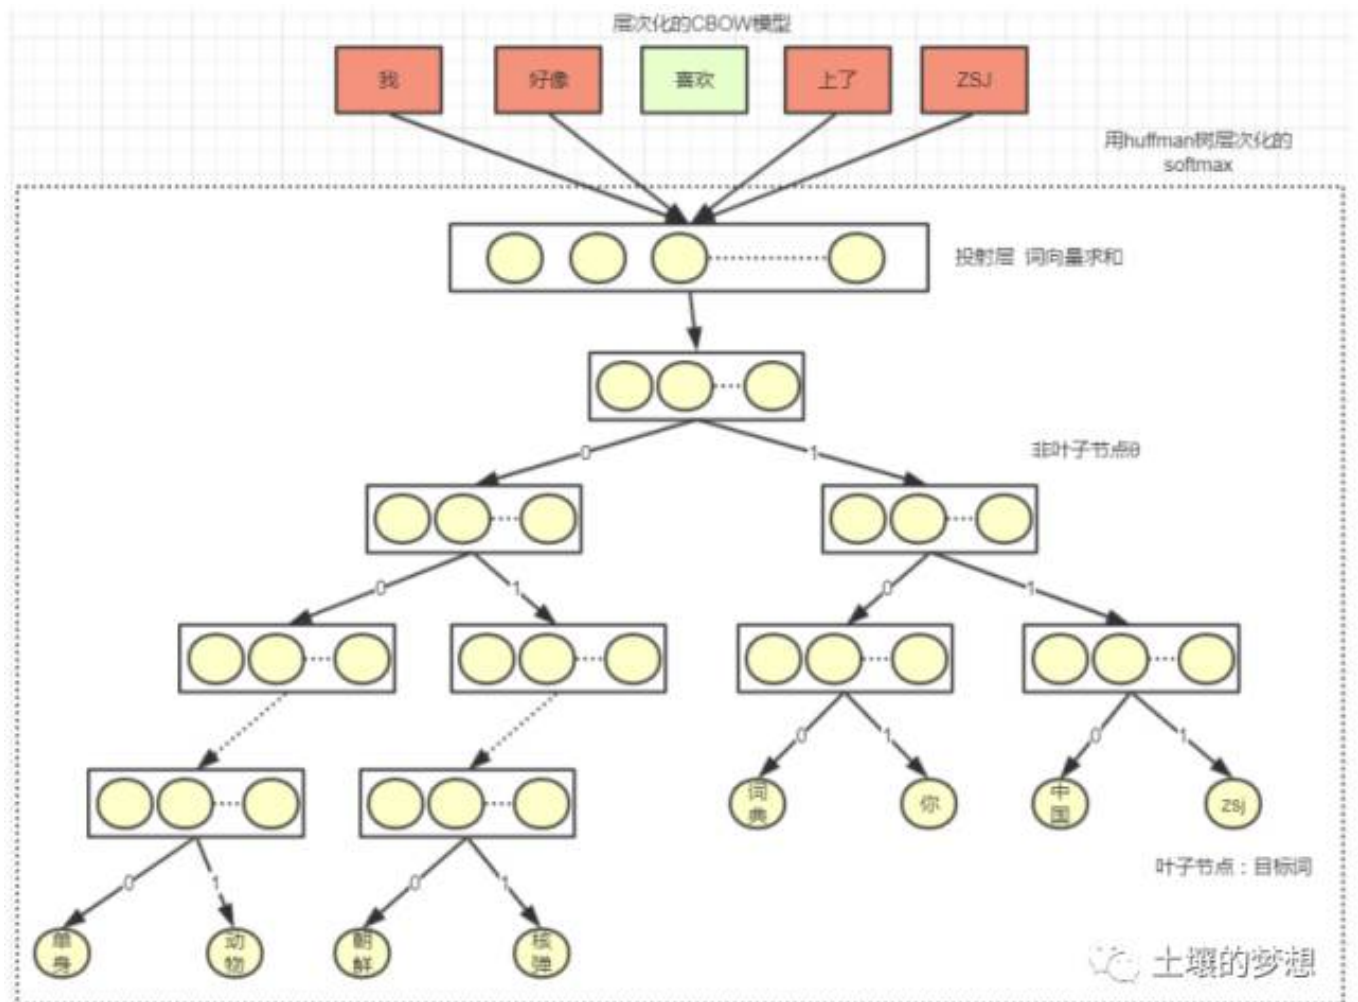 层次化的CBOW模型
我
好像
喜欢
上了
ZSJ
用huffman树层次化的
softmax
投射层 词向量求和
非叶子节点θ
0
1
0
1
0
1
0
1
0
1
词
典
你
中
国
zsj
叶子节点：目标词
0
1
0
1
单
身
动
物
朝
鲜
核
弹
土壤的梦想